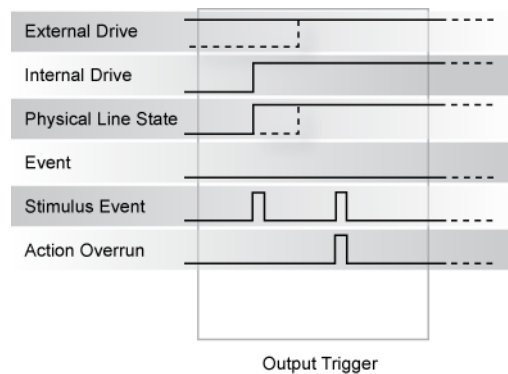 External Drive
Internal Drive
Physical Line State
Event
Stimulus Event
Action Overrun
Output Trigger